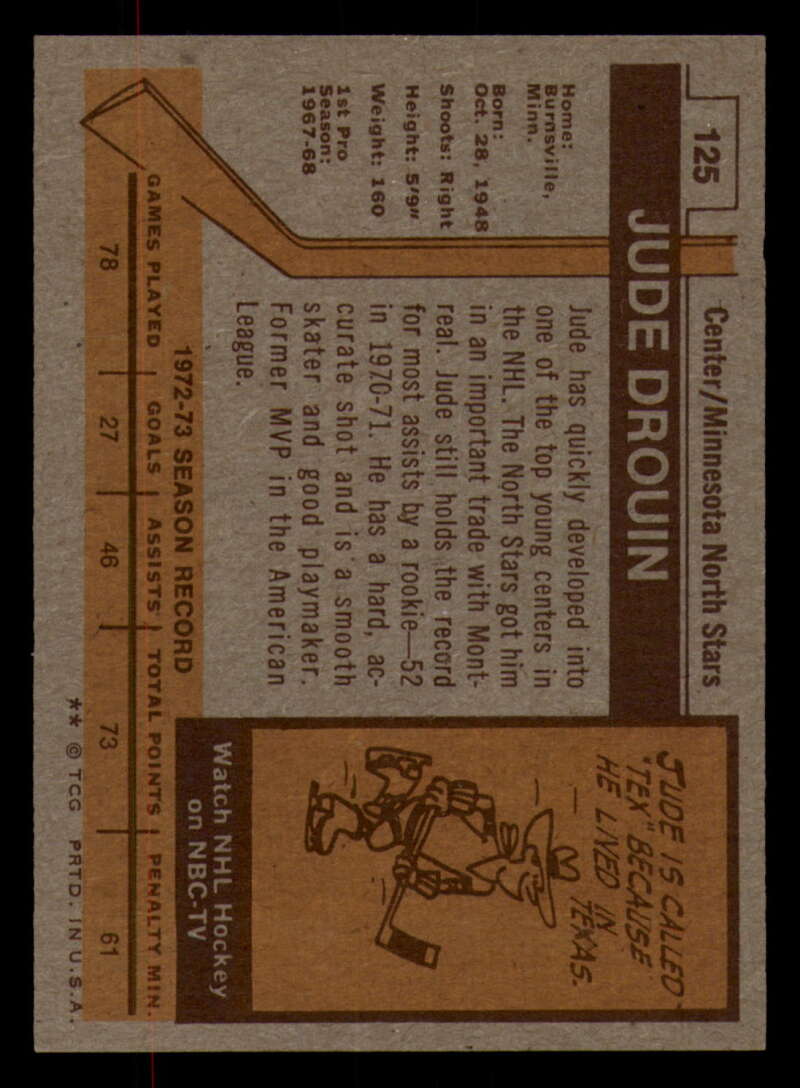 125
Center/Minnesota North Stars
JUDE DROUIN
Home:
Burnsville,
Minn.
Born:
Oct. 28, 1948
Shoots: Right
Height: 5'9"
Weight: 160
1st Pro
Season:
1967-68
Jude has quickly developed into
one of the top young centers in
the NHL. The North Stars got him
in an important trade with Mont-
real. Jude still holds the record
for most assists by a rookie—52
in 1970-71. He has a hard, ac-
curate shot and is a smooth
skater and good playmaker.
Former MVP in the American
League.
JUDE IS CALLED
"TEX" BECAUSE
HE LIVED IN
TEXAS.
Watch NHL Hockey
on NBC-TV
1972-73 SEASON RECORD
GAMES PLAYED GOALS ASSISTS TOTAL POINTS PENALTY MIN.
78 27 46 73 61
** © TCG PRTD. IN U.S.A.